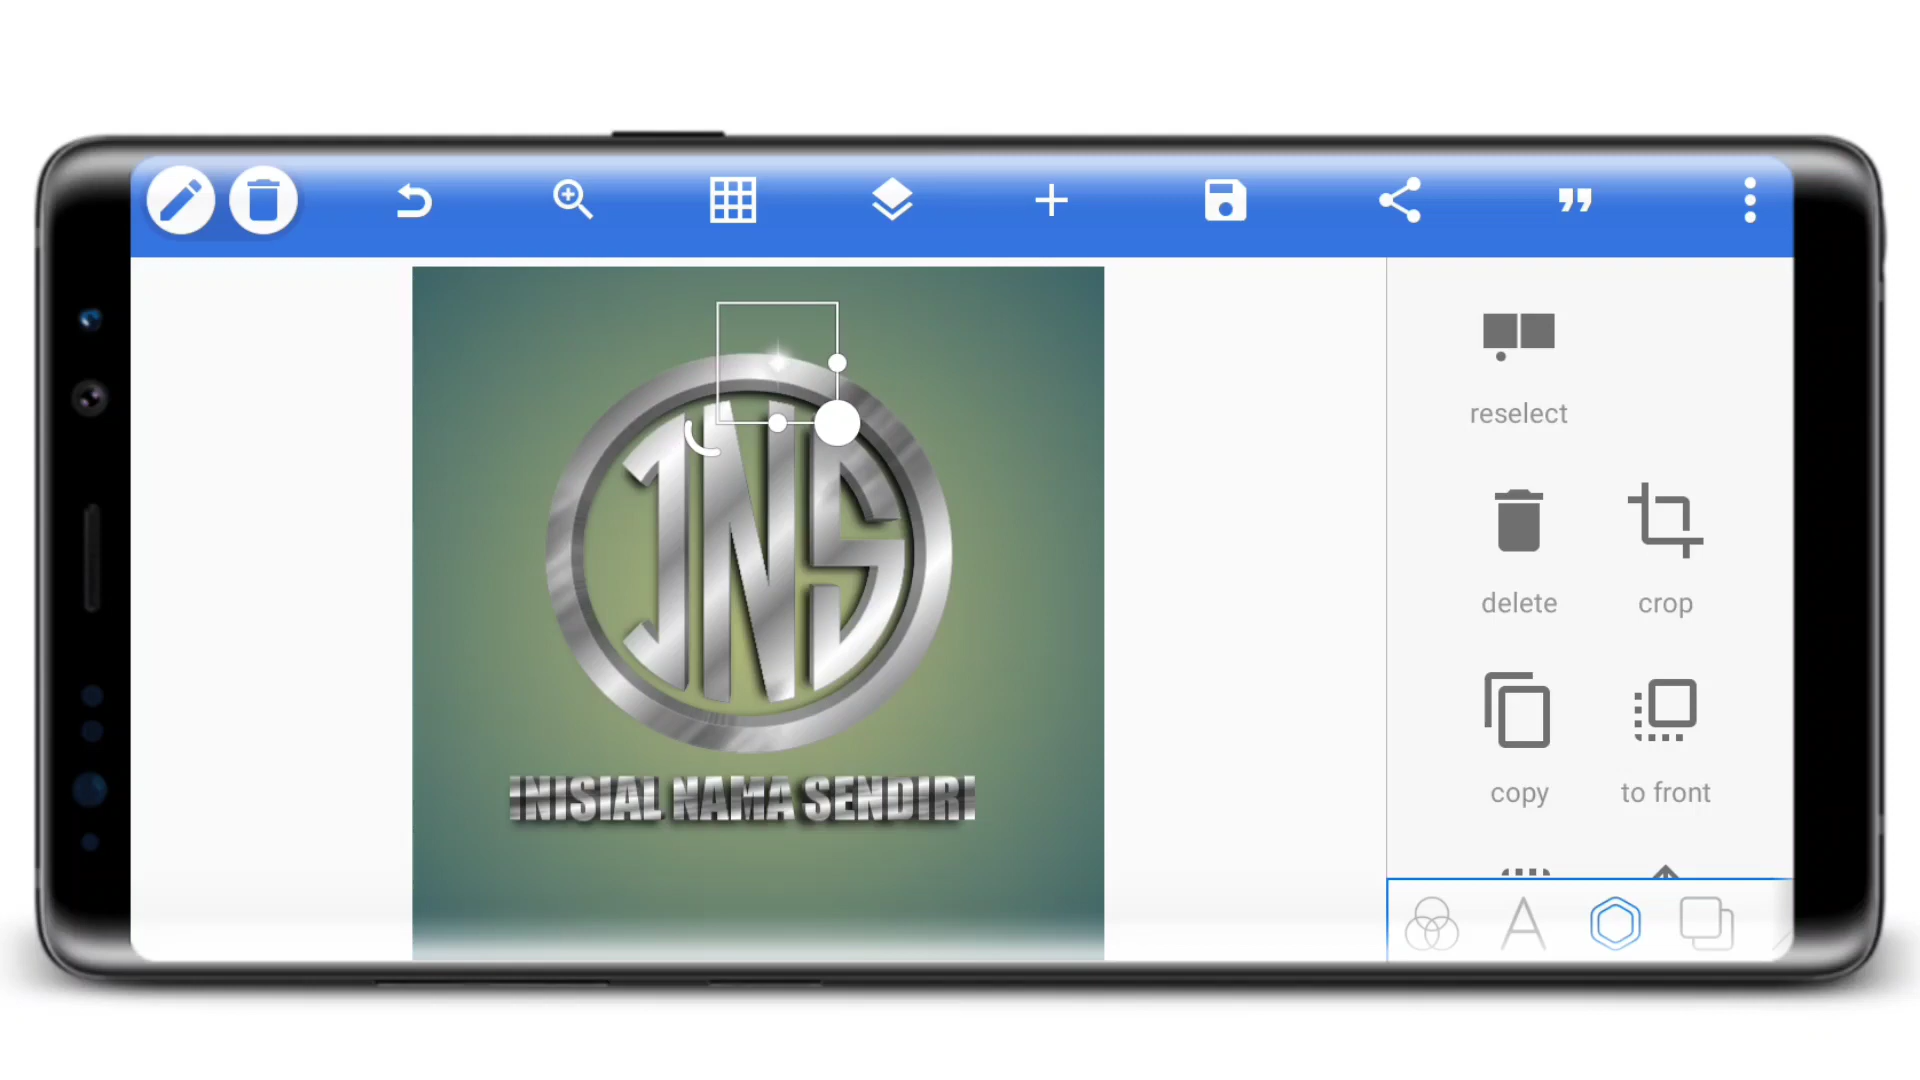 JNS
INISIAL NAMA SENDIRI
reselect
delete crop
copy to front